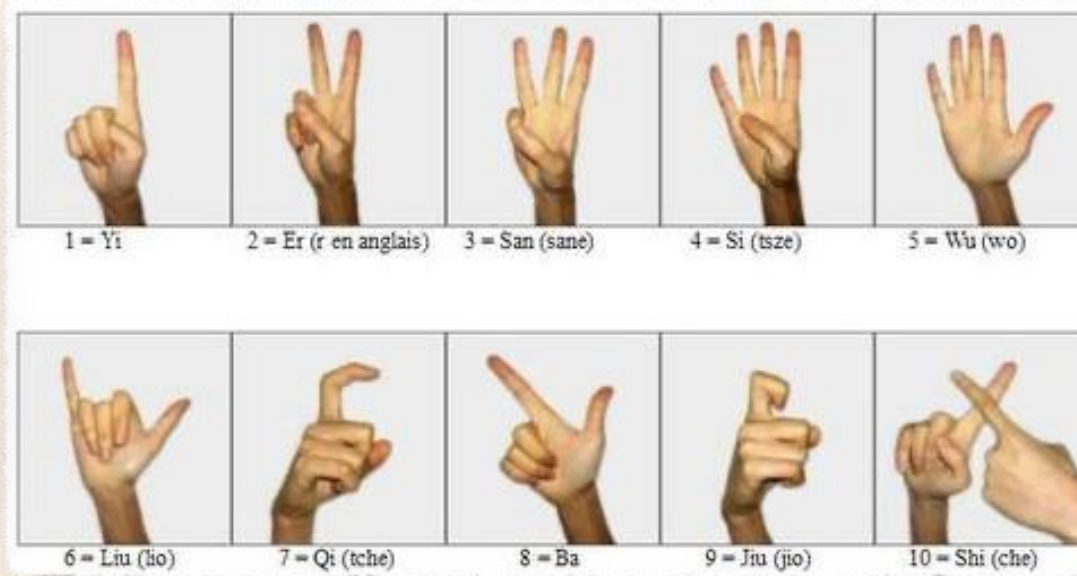 1 = Yi
2 = Er (r en anglais)
3 = San (sane)
4 = Si (tsze)
5 = Wu (wo)
6 = Liu (lio)
7 = Qi (tche)
8 = Ba
9 = Jiu (jio)
10 = Shi (che)